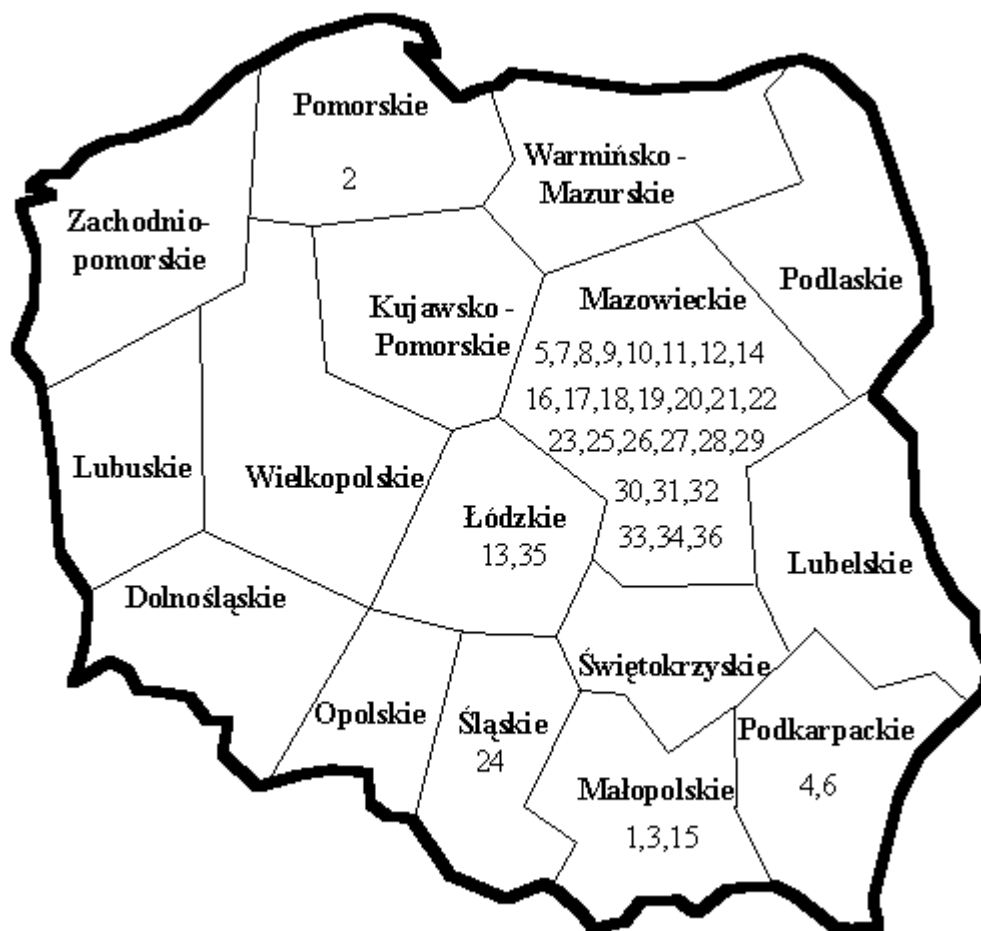 Pomorskie
2
Warmińsko -
Mazurskie
Zachodnio-
pomorskie
Podlaskie
Kujawsko -
Pomorskie
Mazowieckie
5,7,8,9,10,11,12,14
16,17,18,19,20,21,22
23,25,26,27,28,29
30,31,32
33,34,36
Lubuskie
Wielkopolskie
Łódzkie
13,35
Lubelskie
Dolnośląskie
Świętokrzyskie
Opolskie
Śląskie
24
Małopolskie
1,3,15
Podkarpackie
4,6